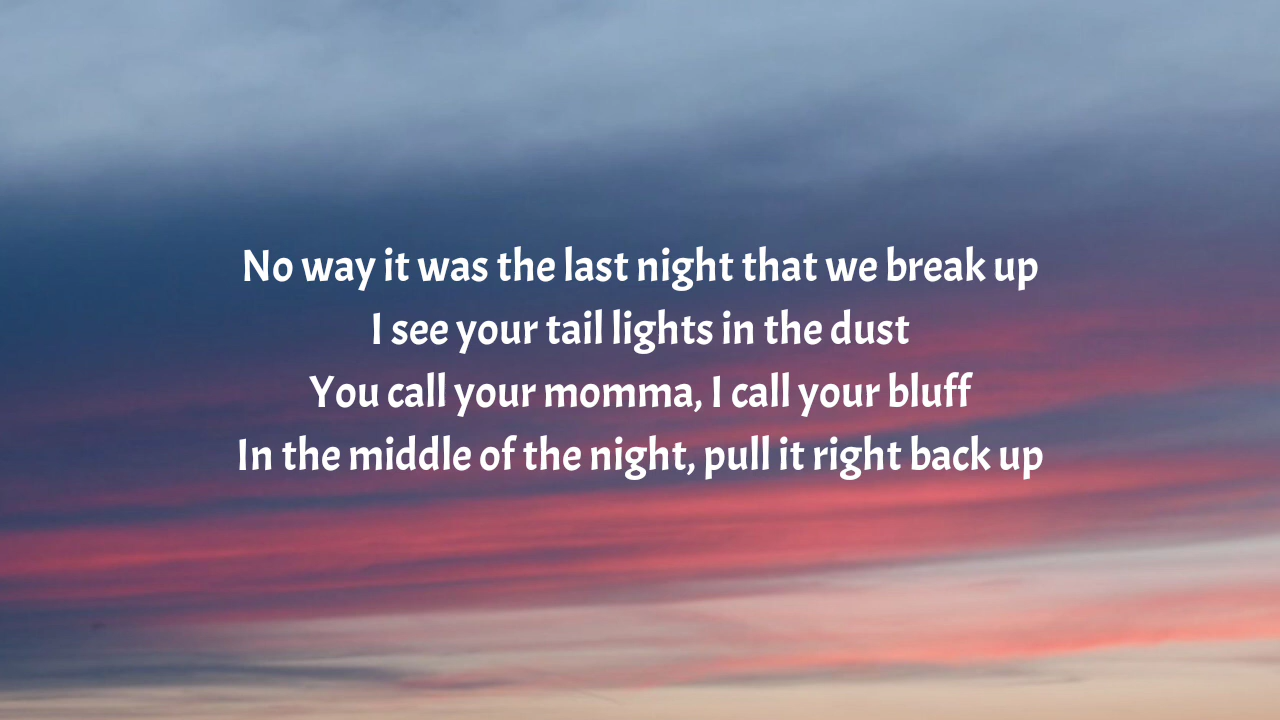 No way it was the last night that we break up
I see your tail lights in the dust
You call your momma, I call your bluff
In the middle of the night, pull it right back up